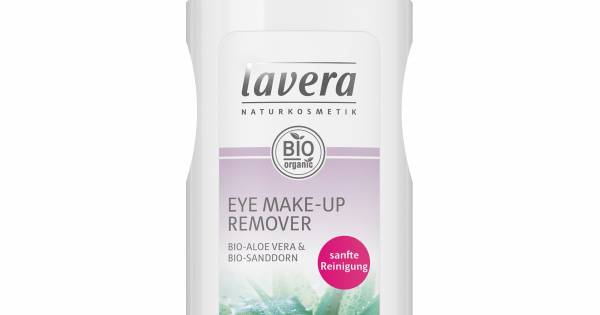 lavera
NATURKOSMETIK
BIO
organic
EYE MAKE-UP
REMOVER
BIO-ALOE VERA &
BIO-SANDDORN
sanfte
Reinigung